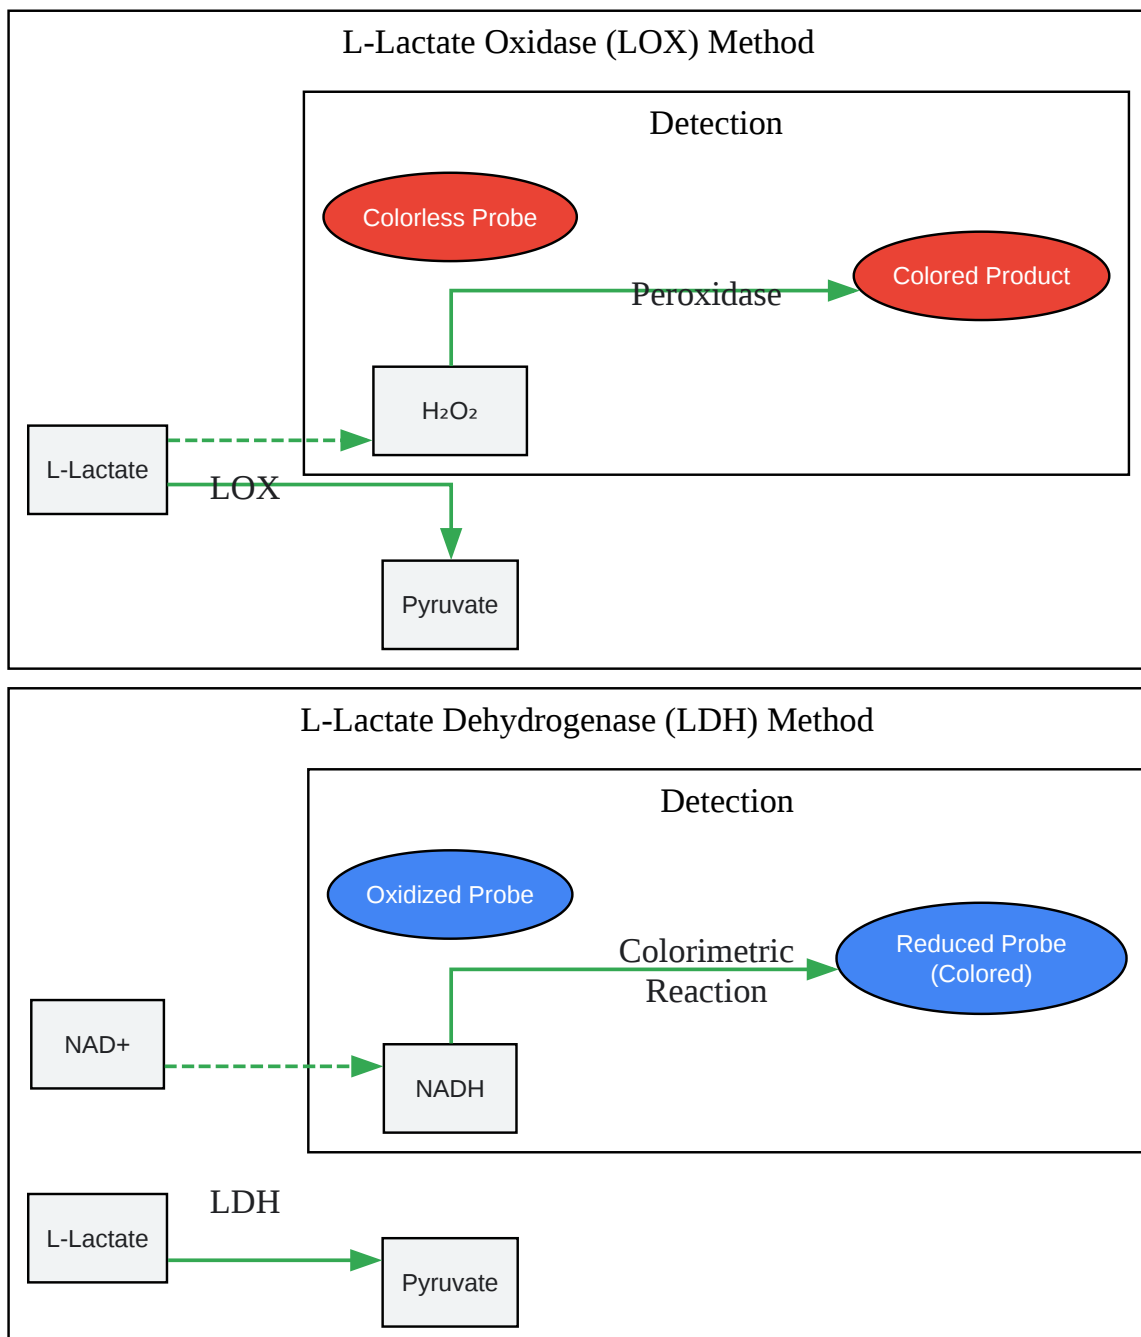 L-Lactate Oxidase (LOX) Method
Detection
Colorless Probe
Colored Product
Peroxidase
H₂O₂
L-Lactate
LOX
Pyruvate
L-Lactate Dehydrogenase (LDH) Method
Detection
Oxidized Probe
Reduced Probe
(Colored)
Colorimetric
Reaction
NAD+
NADH
LDH
L-Lactate
Pyruvate